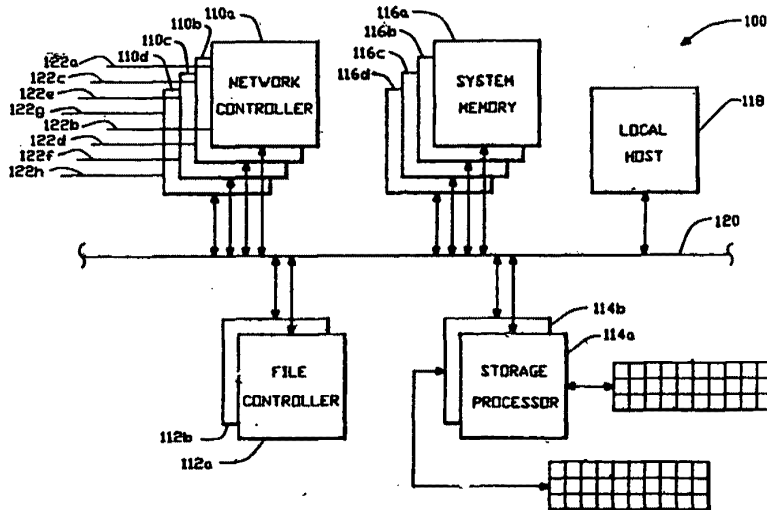 110a
110b
110c
110d
116a
116b
116c
116d
100
122a
122c
122e
122g
122b
122d
122f
122h
NETWORK
CONTROLLER
SYSTEM
MEMORY
118
LOCAL
HOST
120
114b
114a
FILE
CONTROLLER
STORAGE
PROCESSOR
112b
112a